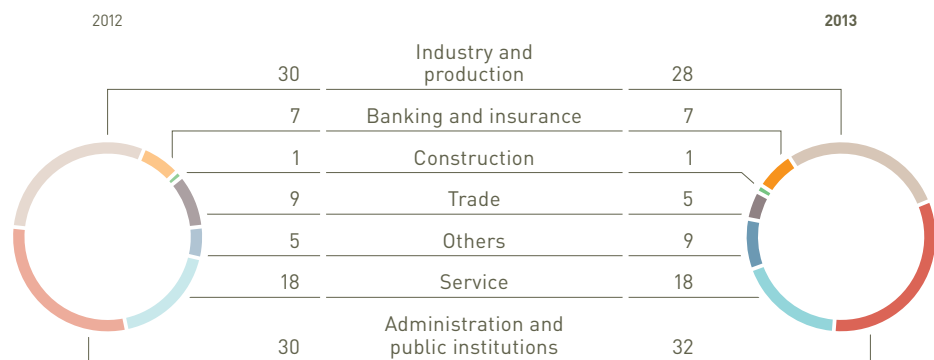 2012
2013
Industry and
30 production 28
7 Banking and insurance 7
1 Construction 1
9 Trade 5
5 Others 9
18 Service 18
Administration and
30 public institutions 32